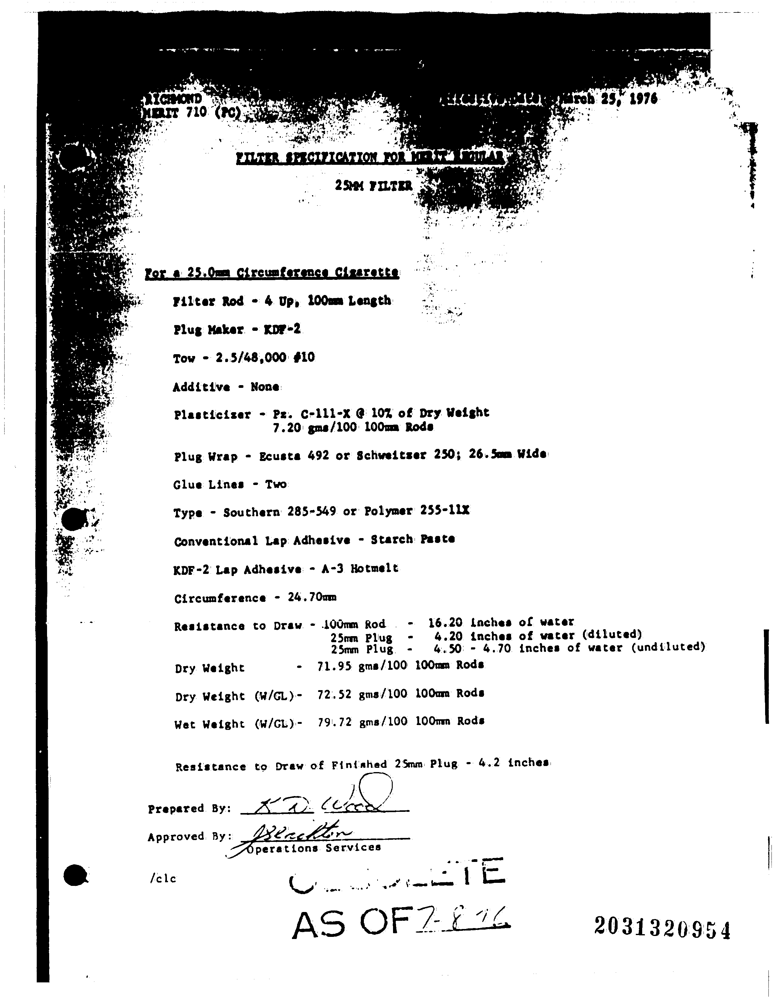 RICHMOND March 25, 1976
MERIT 710 (PC)
FILTER SPECIFICATION FOR MERIT REGULAR
25MM FILTER
For a 25.0mm Circumference Cigarette
Filter Rod - 4 Up, 100mm Length
Plug Maker - KDF-2
Tow - 2.5/48,000 #10
Additive - None
Plasticizer - Pz. C-111-X @ 10% of Dry Weight
7.20 gms/100 100mm Rods
Plug Wrap - Ecusta 492 or Schweitzer 250; 26.5mm Wide
Glue Lines - Two
Type - Southern 285-549 or Polymer 255-11X
Conventional Lap Adhesive - Starch Paste
KDF-2 Lap Adhesive - A-3 Hotmelt
Circumference - 24.70mm
Resistance to Draw - 100mm Rod - 16.20 inches of water
25mm Plug - 4.20 inches of water (diluted)
25mm Plug - 4.50 - 4.70 inches of water (undiluted)
Dry Weight - 71.95 gms/100 100mm Rods
Dry Weight (W/GL) - 72.52 gms/100 100mm Rods
Wet Weight (W/GL) - 79.72 gms/100 100mm Rods
Resistance to Draw of Finished 25mm Plug - 4.2 inches
Prepared By: K D Wood
Approved By:
Operations Services
/clc
AS OF 7-8-76
2031320954